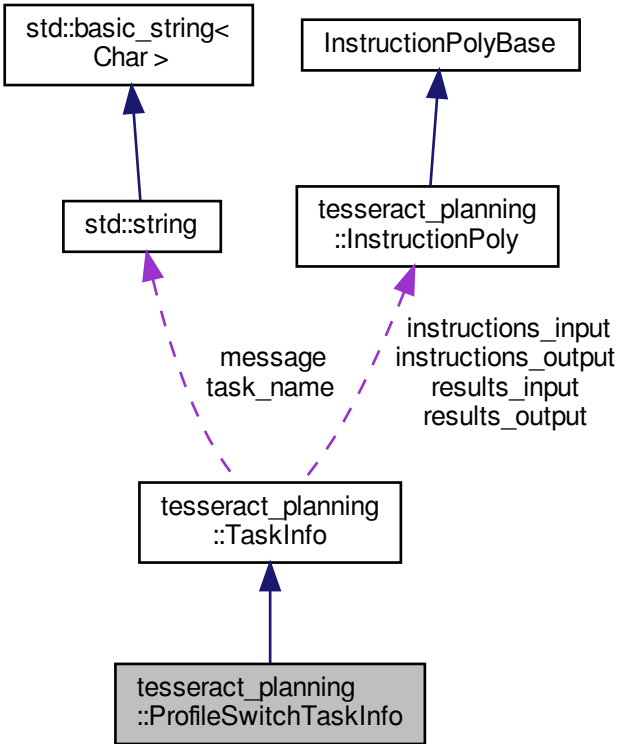 std::basic_string<
Char >
InstructionPolyBase
std::string
tesseract_planning
::InstructionPoly
message
task_name
instructions_input
instructions_output
results_input
results_output
tesseract_planning
::TaskInfo
tesseract_planning
::ProfileSwitchTaskInfo